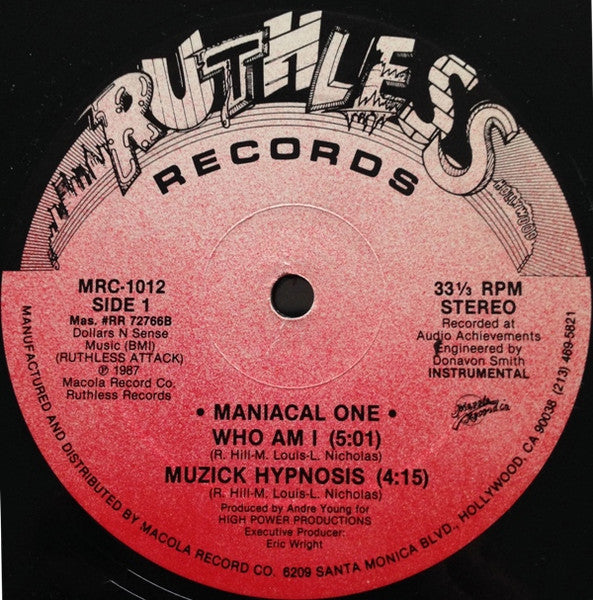 RUTHLESS
HOLLYWOOD
RECORDS
MRC-1012
SIDE 1
Mas. #RR 72766B
Dollars N Sense
Music (BMI)
(RUTHLESS ATTACK)
℗ 1987
Macola Record Co.
Ruthless Records
33⅓ RPM
STEREO
Recorded at
Audio Achievements
Engineered by
Donavon Smith
INSTRUMENTAL
Macola Record Co.
• MANIACAL ONE •
WHO AM I (5:01)
(R. Hill-M. Louis-L. Nicholas)
MUZICK HYPNOSIS (4:15)
(R. Hill-M. Louis-L. Nicholas)
Produced by Andre Young for
HIGH POWER PRODUCTIONS
Executive Producer:
Eric Wright
MANUFACTURED AND DISTRIBUTED BY MACOLA RECORD CO. 6209 SANTA MONICA BLVD., HOLLYWOOD, CA 90038 (213) 469-5821